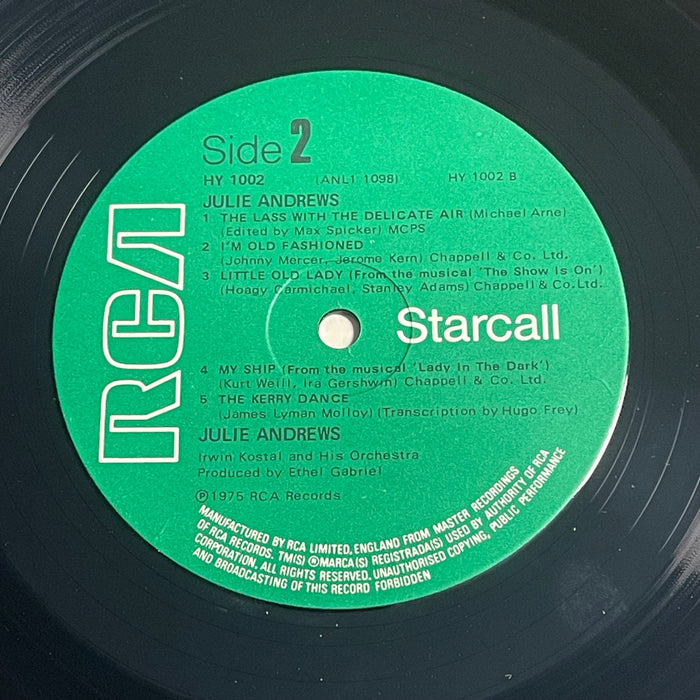 Side 2
HY 1002 (ANL1 1098) HY 1002 B
JULIE ANDREWS
1 THE LASS WITH THE DELICATE AIR (Michael Arne)
(Edited by Max Spicker) MCPS
2 I'M OLD FASHIONED
(Johnny Mercer, Jerome Kern) Chappell & Co. Ltd.
3 LITTLE OLD LADY (From the musical 'The Show Is On')
(Hoagy Carmichael, Stanley Adams) Chappell & Co.Ltd.
RCA
Starcall
4 MY SHIP (From the musical 'Lady In The Dark')
(Kurt Weill, Ira Gershwin) Chappell & Co. Ltd.
5 THE KERRY DANCE
(James Lyman Molloy) (Transcription by Hugo Frey)
JULIE ANDREWS
Irwin Kostal and His Orchestra
Produced by Ethel Gabriel
Ⓟ1975 RCA Records
MANUFACTURED BY RCA LIMITED, ENGLAND FROM MASTER RECORDINGS
OF RCA RECORDS. TM(S) ®MARCA(S) REGISTRADA(S) USED BY AUTHORITY OF RCA
CORPORATION. ALL RIGHTS RESERVED. UNAUTHORISED COPYING, PUBLIC PERFORMANCE
AND BROADCASTING OF THIS RECORD FORBIDDEN